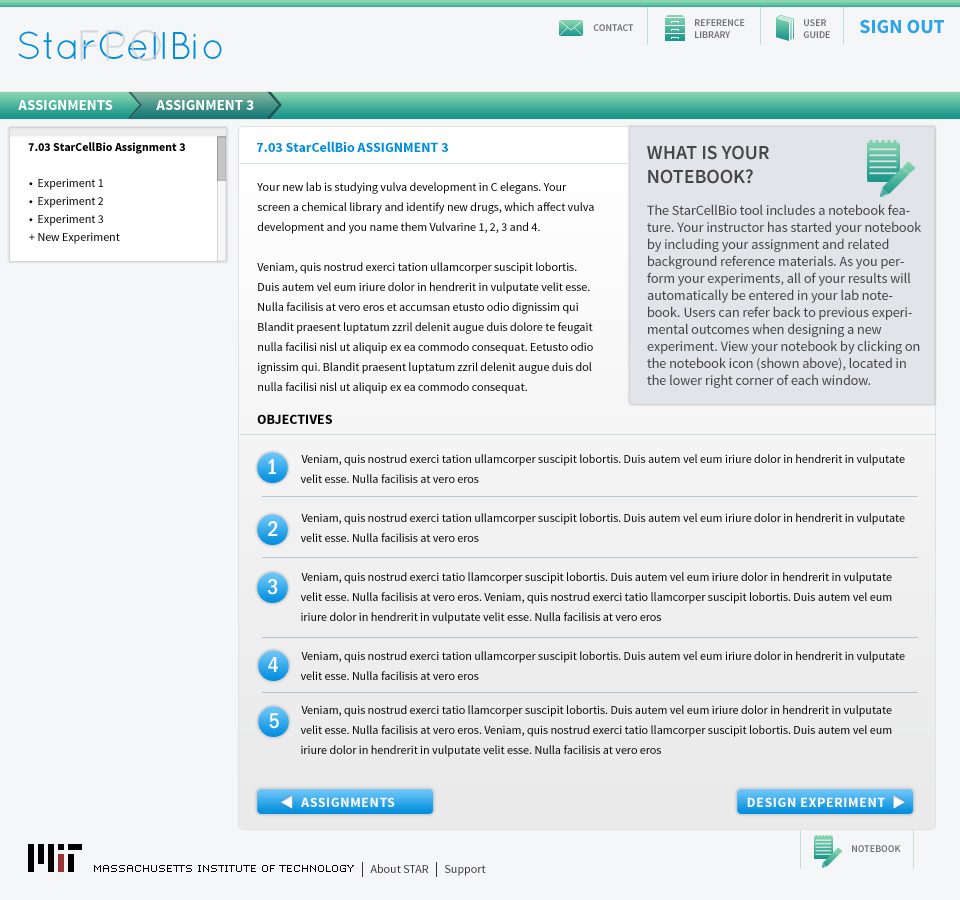 StarCellBio
FPO
CONTACT
REFERENCE
LIBRARY
USER
GUIDE
SIGN OUT
ASSIGNMENTS
ASSIGNMENT 3
7.03 StarCellBio Assignment 3
• Experiment 1
• Experiment 2
• Experiment 3
+ New Experiment
7.03 StarCellBio ASSIGNMENT 3
Your new lab is studying vulva development in C elegans. Your
screen a chemical library and identify new drugs, which affect vulva
development and you name them Vulvarine 1, 2, 3 and 4.
Veniam, quis nostrud exerci tation ullamcorper suscipit lobortis.
Duis autem vel eum iriure dolor in hendrerit in vulputate velit esse.
Nulla facilisis at vero eros et accumsan etusto odio dignissim qui
Blandit praesent luptatum zzril delenit augue duis dolore te feugait
nulla facilisi nisl ut aliquip ex ea commodo consequat. Eetusto odio
ignissim qui. Blandit praesent luptatum zzril delenit augue duis dol
nulla facilisi nisl ut aliquip ex ea commodo consequat.
WHAT IS YOUR
NOTEBOOK?
The StarCellBio tool includes a notebook fea-
ture. Your instructor has started your notebook
by including your assignment and related
background reference materials. As you per-
form your experiments, all of your results will
automatically be entered in your lab note-
book. Users can refer back to previous experi-
mental outcomes when designing a new
experiment. View your notebook by clicking on
the notebook icon (shown above), located in
the lower right corner of each window.
OBJECTIVES
1
Veniam, quis nostrud exerci tation ullamcorper suscipit lobortis. Duis autem vel eum iriure dolor in hendrerit in vulputate
velit esse. Nulla facilisis at vero eros
2
Veniam, quis nostrud exerci tation ullamcorper suscipit lobortis. Duis autem vel eum iriure dolor in hendrerit in vulputate
velit esse. Nulla facilisis at vero eros
3
Veniam, quis nostrud exerci tatio llamcorper suscipit lobortis. Duis autem vel eum iriure dolor in hendrerit in vulputate
velit esse. Nulla facilisis at vero eros. Veniam, quis nostrud exerci tatio llamcorper suscipit lobortis. Duis autem vel eum
iriure dolor in hendrerit in vulputate velit esse. Nulla facilisis at vero eros
4
Veniam, quis nostrud exerci tation ullamcorper suscipit lobortis. Duis autem vel eum iriure dolor in hendrerit in vulputate
velit esse. Nulla facilisis at vero eros
5
Veniam, quis nostrud exerci tatio llamcorper suscipit lobortis. Duis autem vel eum iriure dolor in hendrerit in vulputate
velit esse. Nulla facilisis at vero eros. Veniam, quis nostrud exerci tatio llamcorper suscipit lobortis. Duis autem vel eum
iriure dolor in hendrerit in vulputate velit esse. Nulla facilisis at vero eros
ASSIGNMENTS
DESIGN EXPERIMENT
NOTEBOOK
MIT
MASSACHUSETTS INSTITUTE OF TECHNOLOGY | About STAR | Support